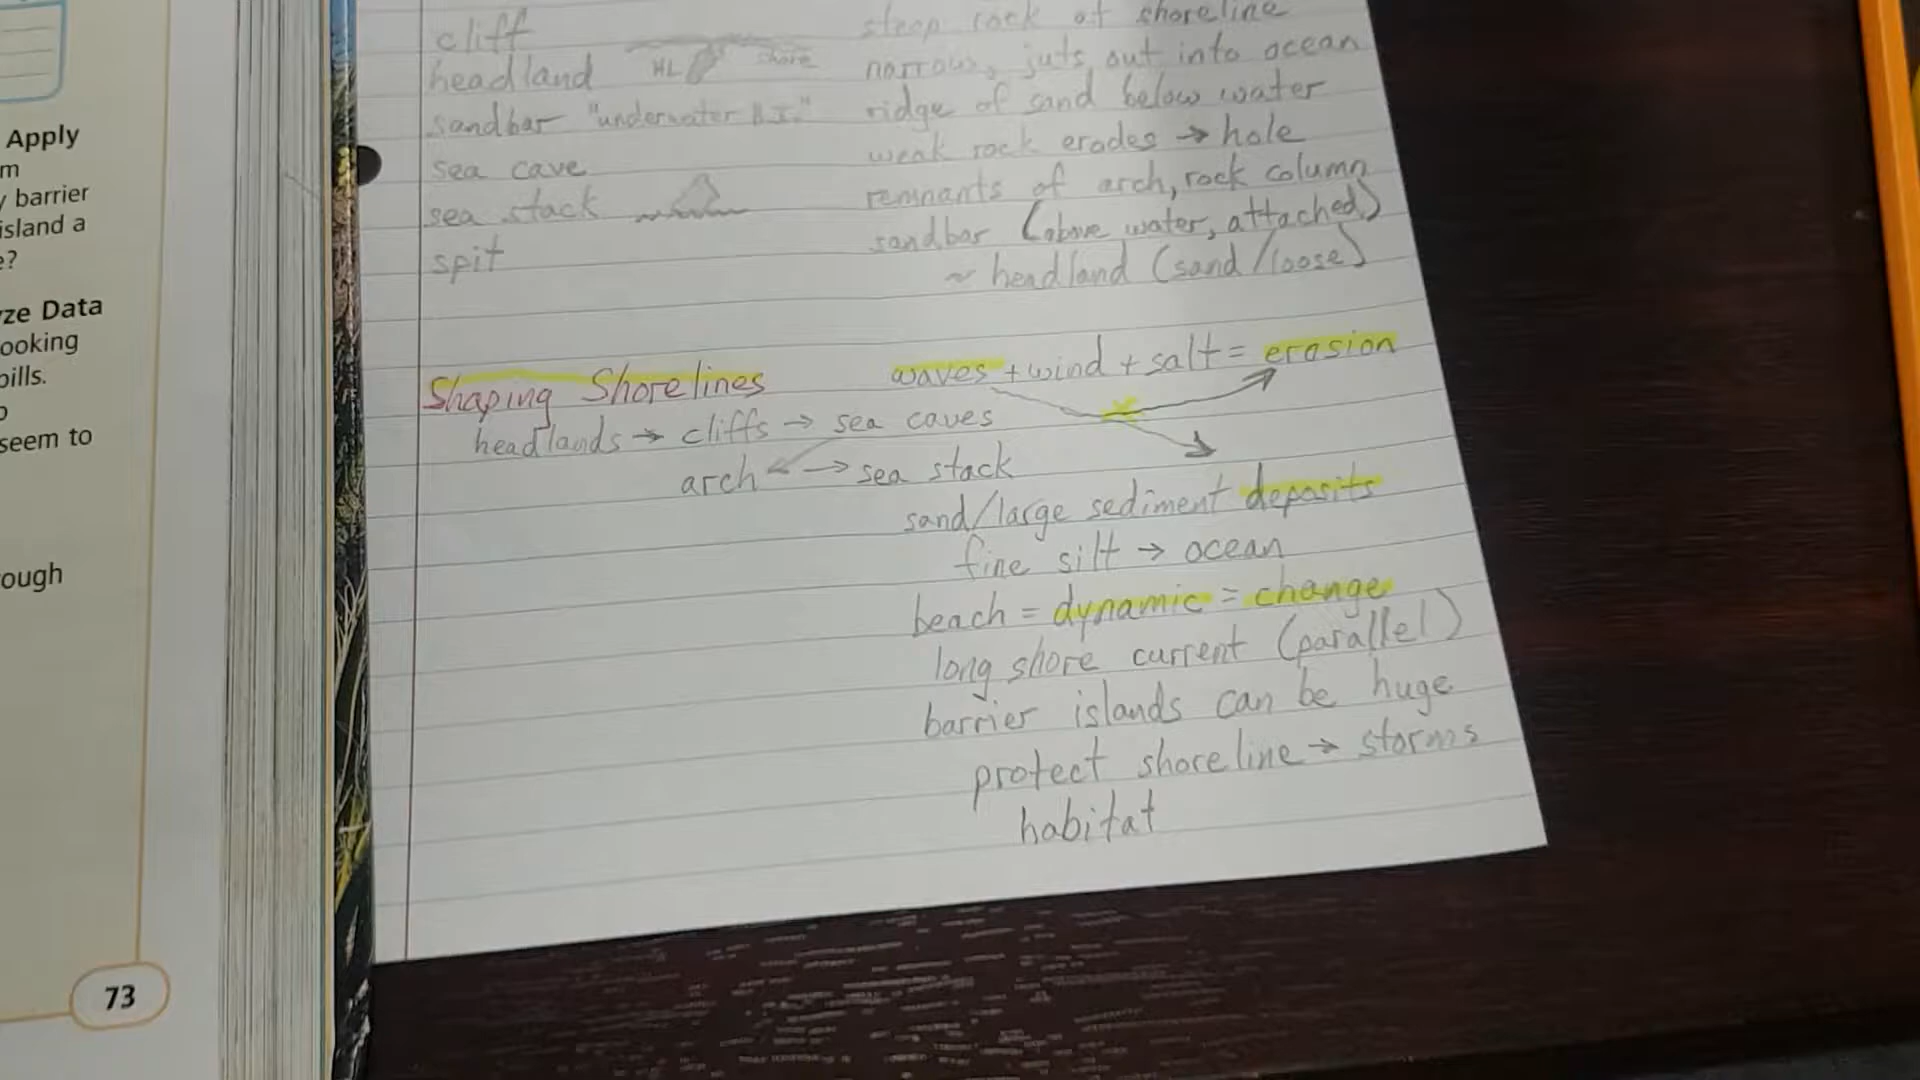 Apply
m
y barrier
island a
e?
yze Data
ooking
bills.
seem to
ough
73
cliff steep rock at shoreline
headland HL shore narrow, juts out into ocean
sandbar "underwater B.I." ridge of sand below water
sea cave weak rock erodes → hole
sea stack remnants of arch, rock column
spit sandbar (above water, attached)
~ headland (sand/loose)
Shaping Shorelines waves + wind + salt = erosion
headlands → cliffs → sea caves
arch → sea stack
sand/large sediment deposits
fine silt → ocean
beach = dynamic = change
long shore current (parallel)
barrier islands can be huge
protect shoreline → storms
habitat